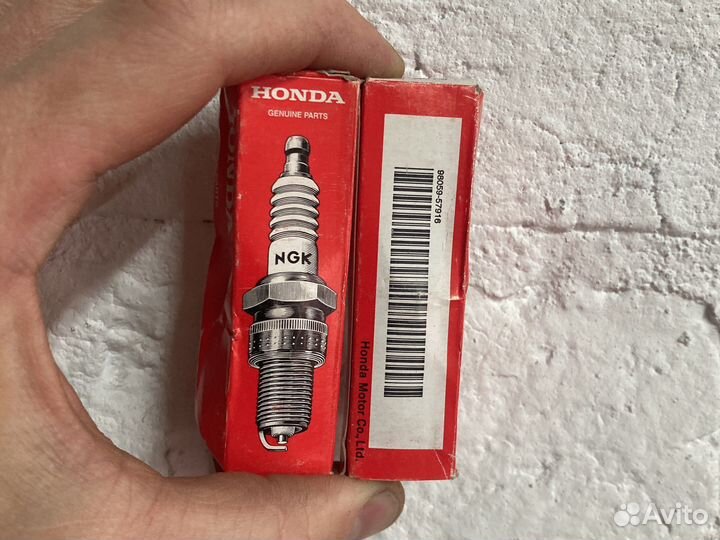 HONDA
GENUINE PARTS
NGK
98059-57916
Honda Motor Co., Ltd.
Avito